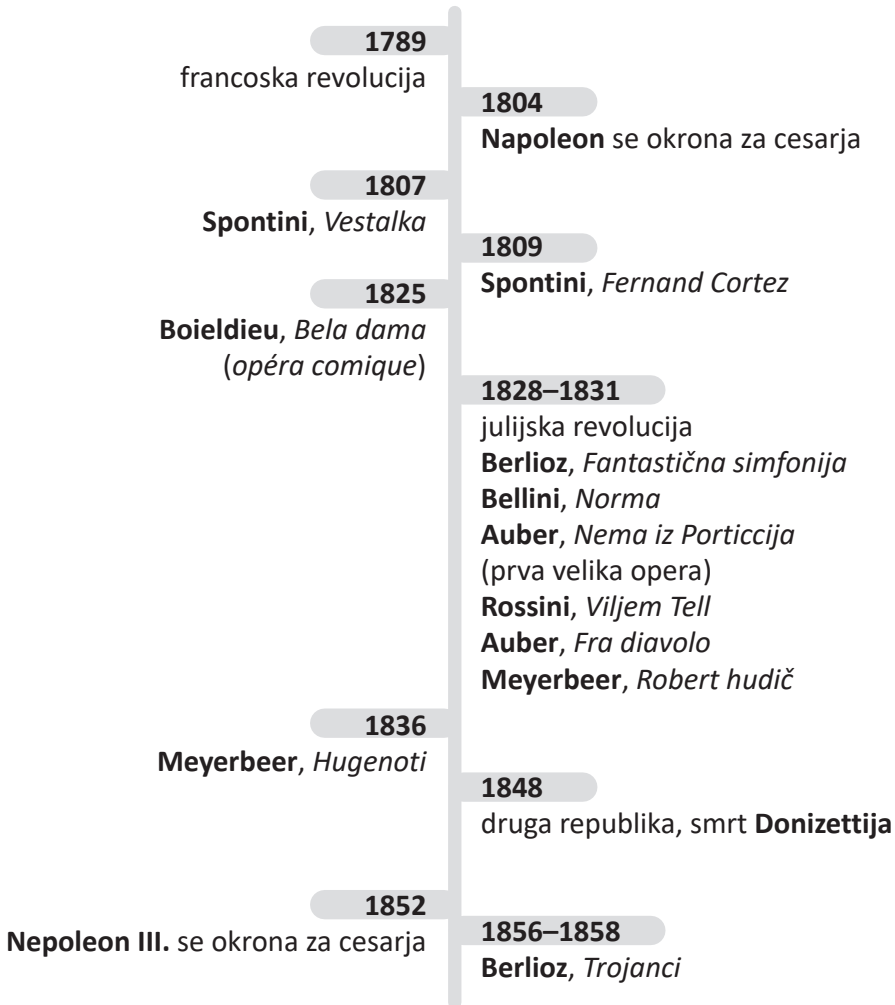 1789
francoska revolucija
1804
Napoleon se okrona za cesarja
1807
Spontini, Vestalka
1809
Spontini, Fernand Cortez
1825
Boieldieu, Bela dama
(opéra comique)
1828–1831
julijska revolucija
Berlioz, Fantastična simfonija
Bellini, Norma
Auber, Nema iz Porticcija
(prva velika opera)
Rossini, Viljem Tell
Auber, Fra diavolo
Meyerbeer, Robert hudič
1836
Meyerbeer, Hugenoti
1848
druga republika, smrt Donizettija
1852
Nepoleon III. se okrona za cesarja
1856–1858
Berlioz, Trojanci